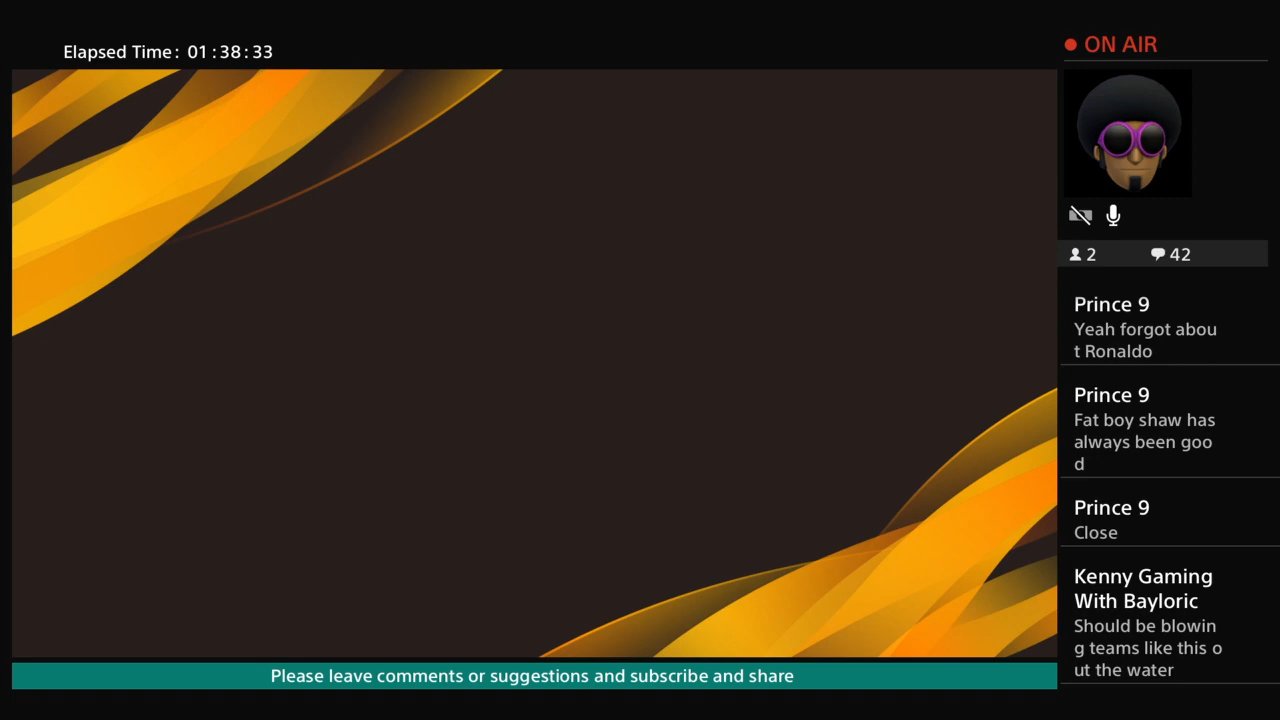 Elapsed Time: 01:38:33
ON AIR
2 42
Prince 9
Yeah forgot abou
t Ronaldo
Prince 9
Fat boy shaw has
always been goo
d
Prince 9
Close
Kenny Gaming
With Bayloric
Should be blowin
g teams like this o
ut the water
Please leave comments or suggestions and subscribe and share